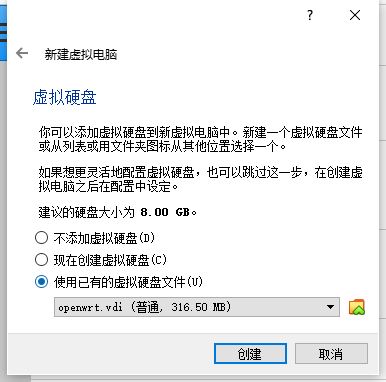 ?
新建虚拟电脑
虚拟硬盘
你可以添加虚拟硬盘到新虚拟电脑中。新建一个虚拟硬盘文件
或从列表或用文件夹图标从其他位置选择一个。
如果想更灵活地配置虚拟硬盘，也可以跳过这一步，在创建虚
拟电脑之后在配置中设定。
建议的硬盘大小为 8.00 GB。
不添加虚拟硬盘(D)
现在创建虚拟硬盘(C)
使用已有的虚拟硬盘文件(U)
openwrt.vdi (普通, 316.50 MB)
创建 取消